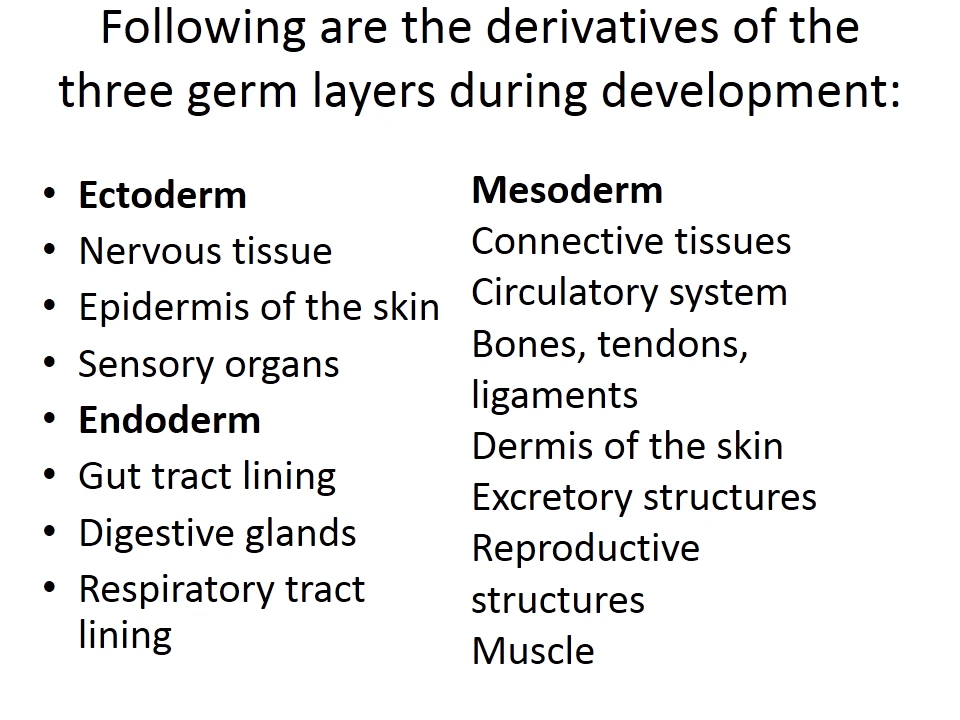 Following are the derivatives of the
three germ layers during development:
• Ectoderm
• Nervous tissue
• Epidermis of the skin
• Sensory organs
• Endoderm
• Gut tract lining
• Digestive glands
• Respiratory tract
lining
Mesoderm
Connective tissues
Circulatory system
Bones, tendons,
ligaments
Dermis of the skin
Excretory structures
Reproductive
structures
Muscle